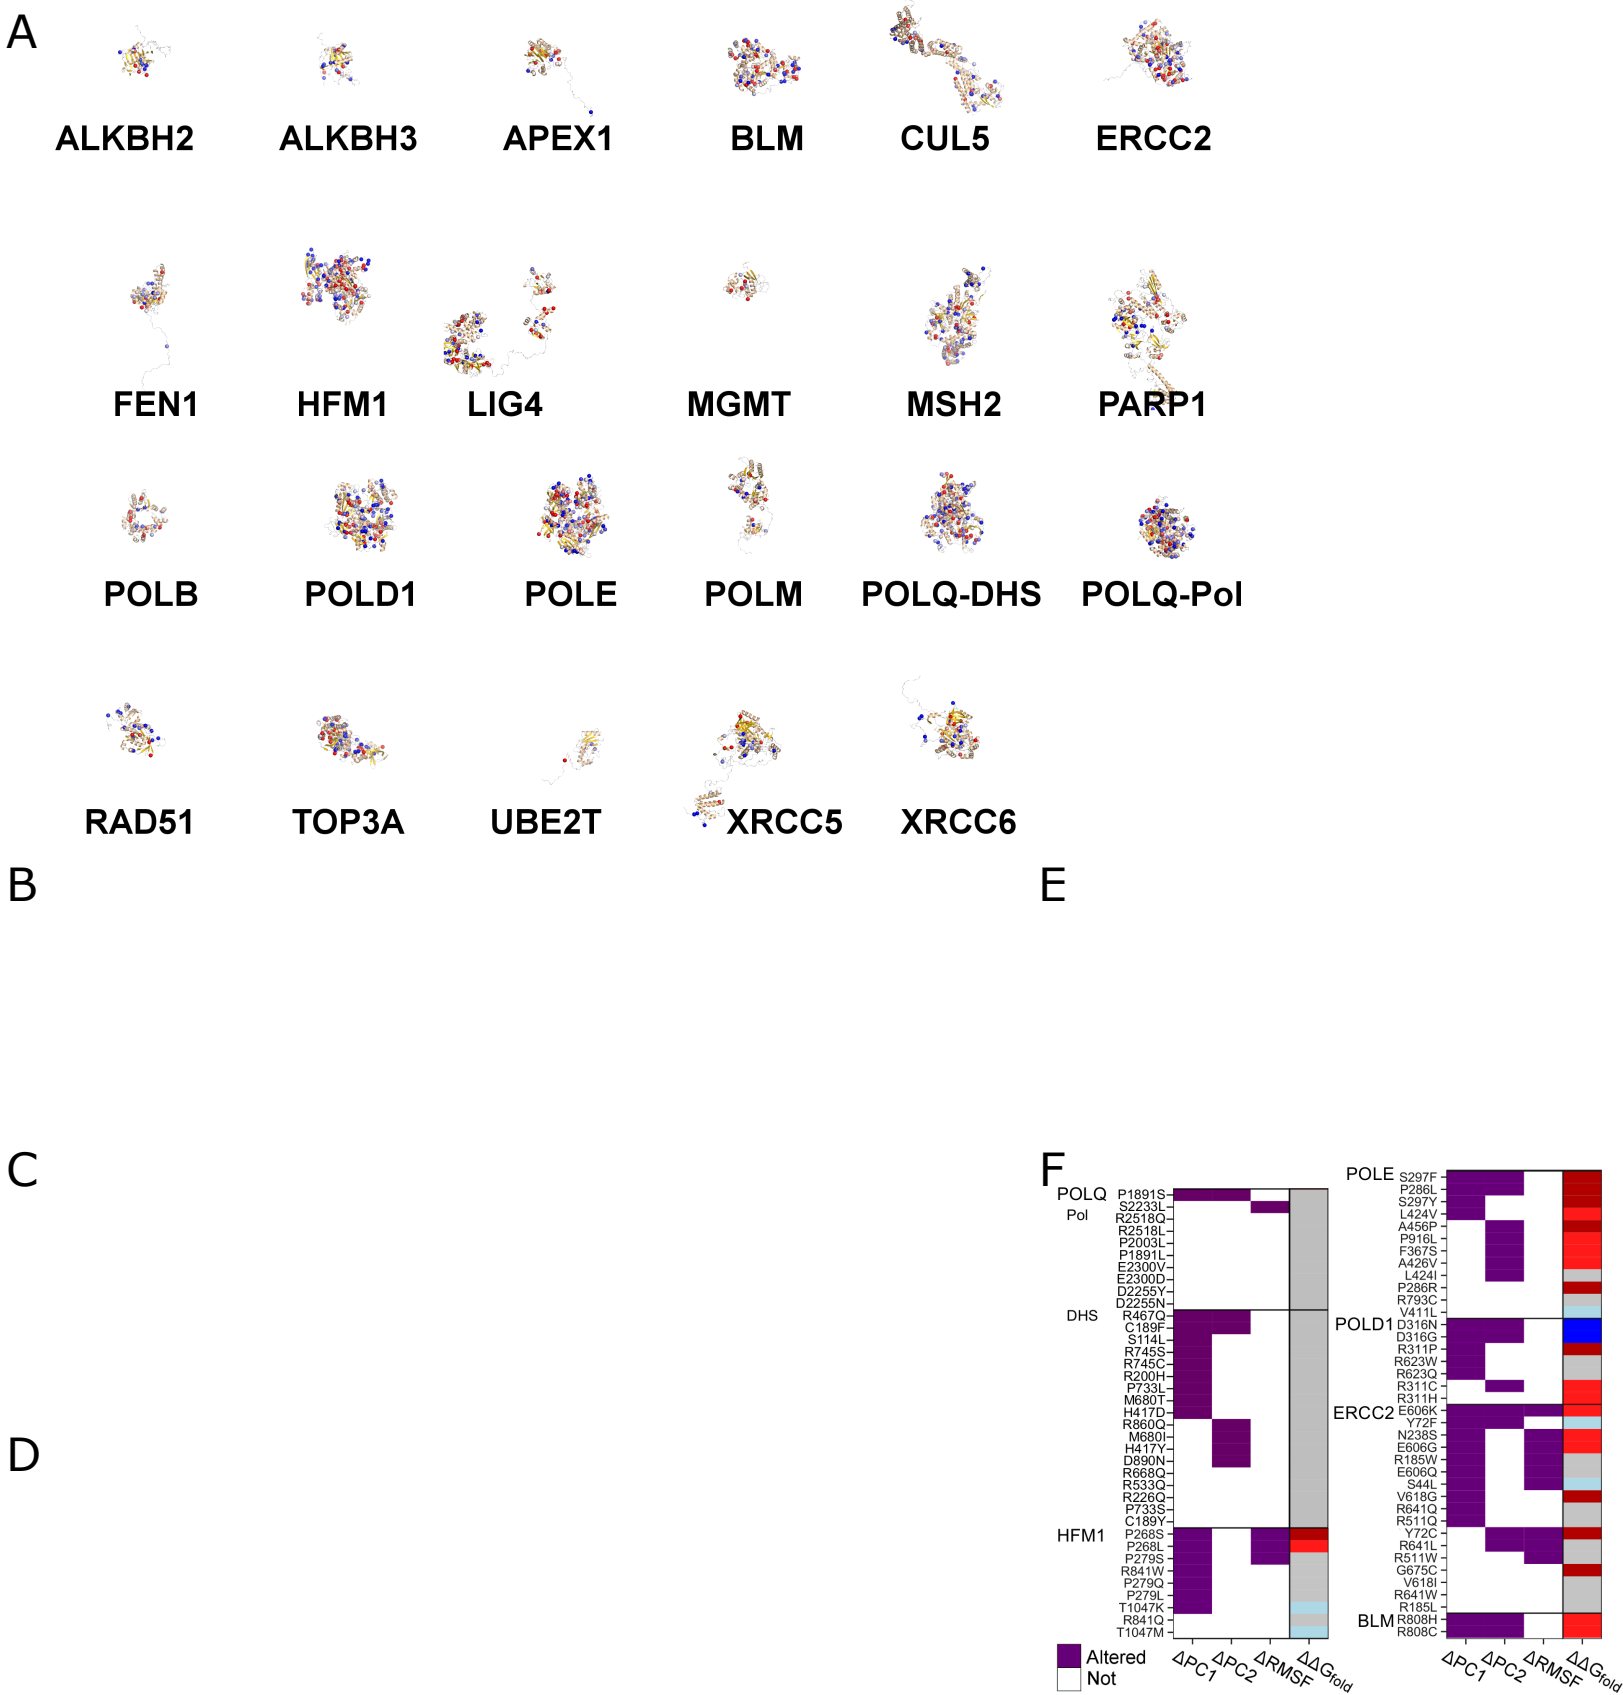 A
ALKBH2 ALKBH3 APEX1 BLM CUL5 ERCC2
FEN1 HFM1 LIG4 MGMT MSH2 PARP1
POLB POLD1 POLE POLM POLQ-DHS POLQ-Pol
RAD51 TOP3A UBE2T XRCC5 XRCC6
B
E
C
D
F
POLQ
Pol
P1891S
S2233L
R2518Q
R2518L
P2003L
P1891L
E2300V
E2300D
D2255Y
D2255N
DHS
R467Q
C189F
S114L
R745S
R745C
R200H
P733L
M680T
H417D
R860Q
M680I
H417Y
D890N
R668Q
R533Q
R226Q
P733S
C189Y
HFM1
P268S
P268L
P279S
R841W
P279Q
P279L
T1047K
R841Q
T1047M
ΔPC1 ΔPC2 ΔRMSF ΔΔGfold
Altered
Not
POLE
S297F
P286L
S297Y
L424V
A456P
P916L
F367S
A426V
L424I
P286R
R793C
V411L
POLD1
D316N
D316G
R311P
R623W
R623Q
R311C
R311H
ERCC2
E606K
Y72F
N238S
E606G
R185W
E606Q
S44L
V618G
R641Q
R511Q
Y72C
R641L
R511W
G675C
V618I
R641W
R185L
BLM
R808H
R808C
ΔPC1 ΔPC2 ΔRMSF ΔΔGfold